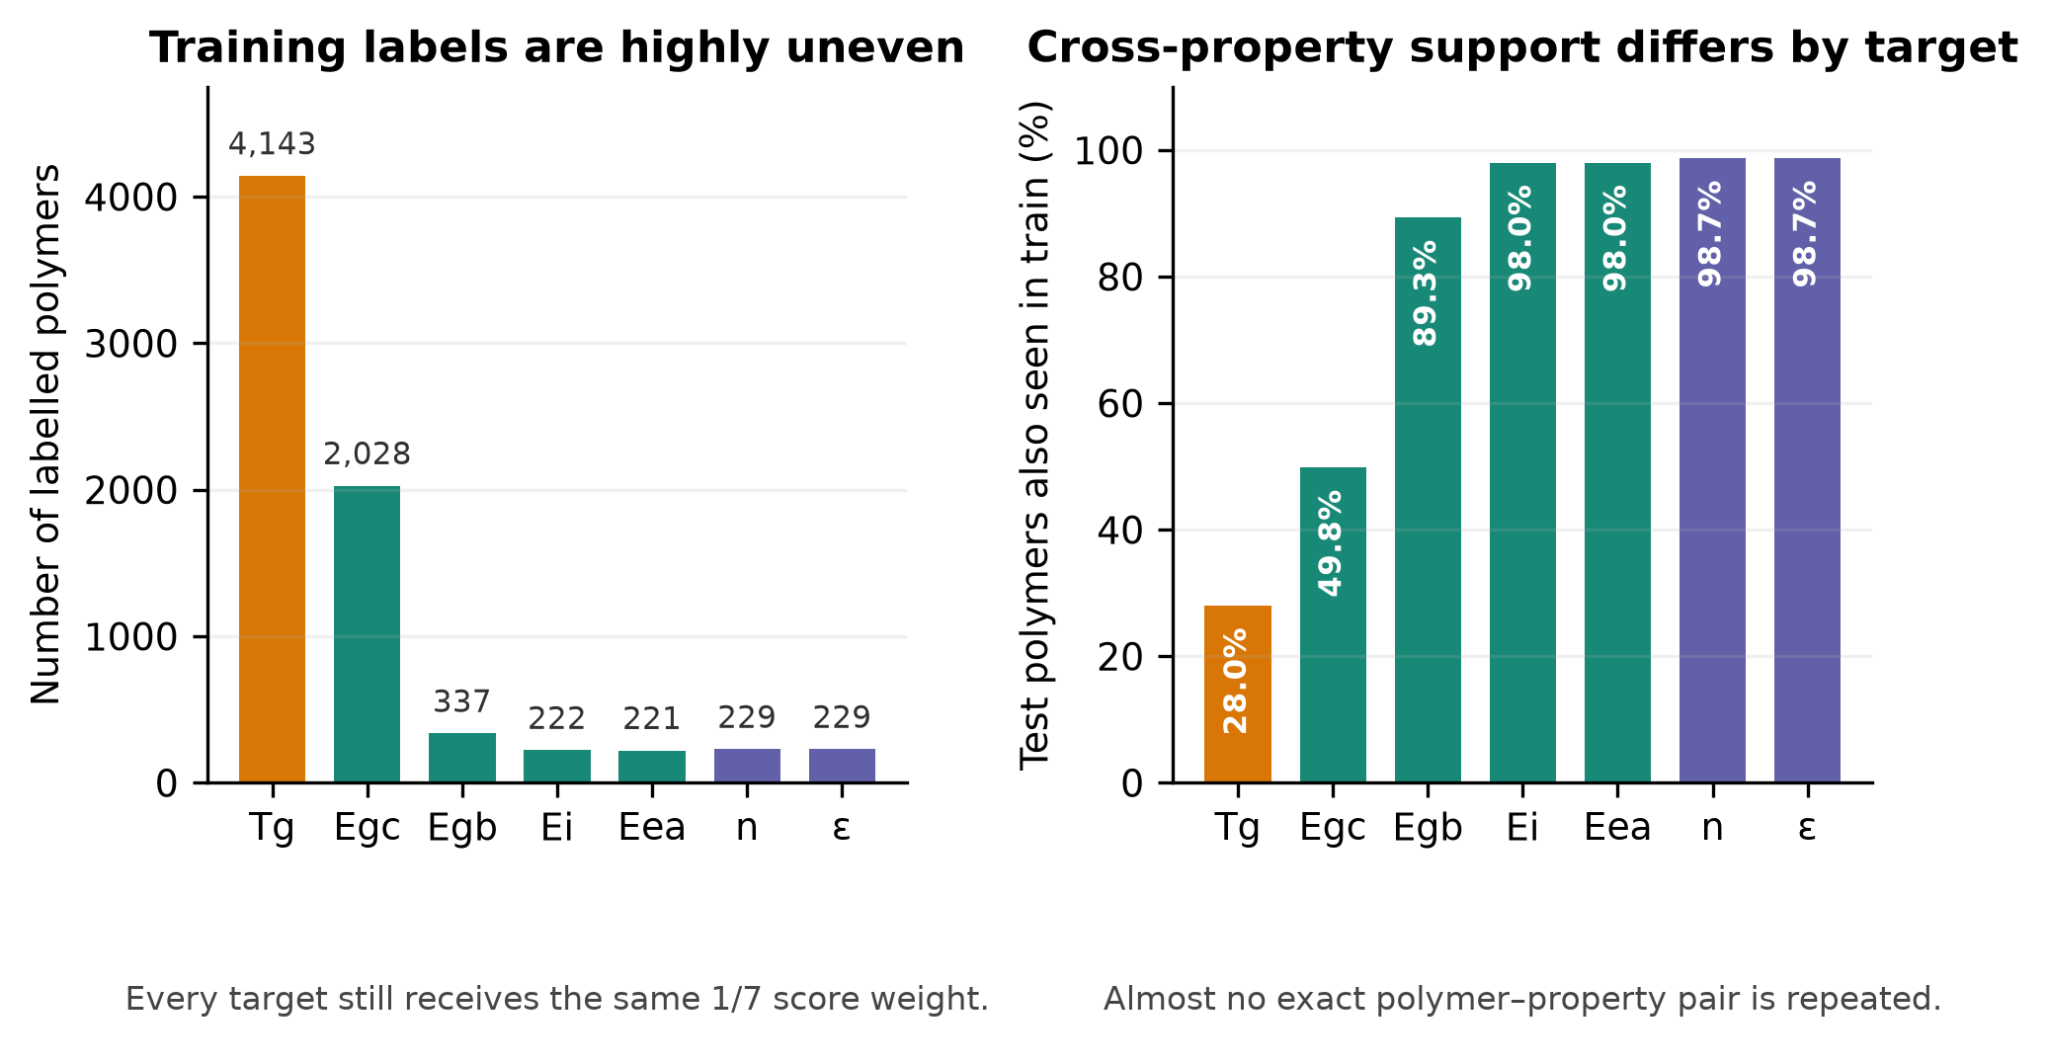 Training labels are highly uneven
Number of labelled polymers
4000
3000
2000
1000
0
4,143
2,028
337
222
221
229
229
Tg
Egc
Egb
Ei
Eea
n
ε
Every target still receives the same 1/7 score weight.
Cross-property support differs by target
Test polymers also seen in train (%)
100
80
60
40
20
0
28.0%
49.8%
89.3%
98.0%
98.0%
98.7%
98.7%
Tg
Egc
Egb
Ei
Eea
n
ε
Almost no exact polymer–property pair is repeated.